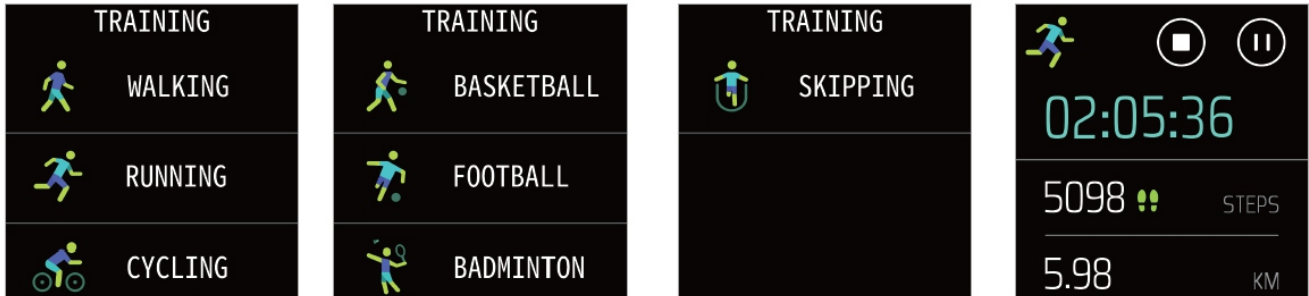 TRAINING
WALKING
RUNNING
CYCLING
TRAINING
BASKETBALL
FOOTBALL
BADMINTON
TRAINING
SKIPPING
02:05:36
5098 STEPS
5.98 KM